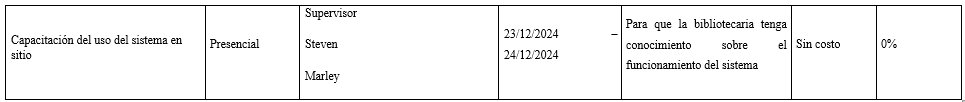 Capacitación del uso del sistema en
sitio
Presencial
Supervisor
Steven
Marley
23/12/2024 –
24/12/2024
Para que la bibliotecaria tenga
conocimiento sobre el
funcionamiento del sistema
Sin costo
0%